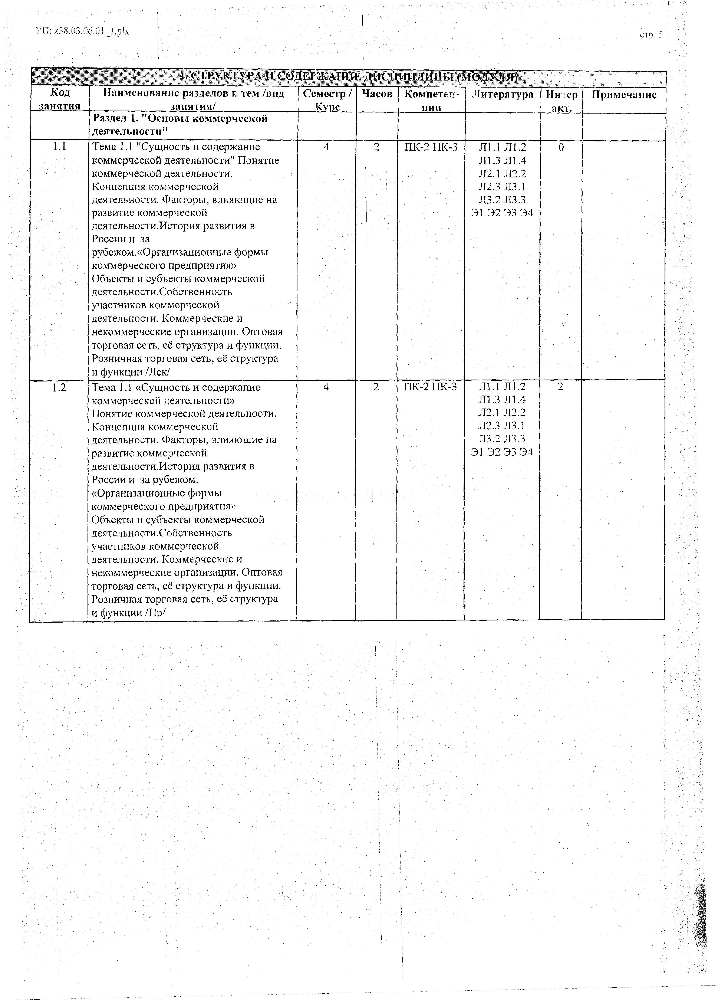 УП: z38.03.06.01_1.plx
стр. 5
4. СТРУКТУРА И СОДЕРЖАНИЕ ДИСЦИПЛИНЫ (МОДУЛЯ)
Код занятия
Наименование разделов и тем /вид занятия/
Семестр / Курс
Часов
Компетен-ции
Литература
Интер акт.
Примечание
Раздел 1. "Основы коммерческой
деятельности"
1.1
Тема 1.1 "Сущность и содержание
коммерческой деятельности" Понятие
коммерческой деятельности.
Концепция коммерческой
деятельности. Факторы, влияющие на
развитие коммерческой
деятельности.История развития в
России и  за
рубежом.«Организационные формы
коммерческого предприятия»
Объекты и субъекты коммерческой
деятельности.Собственность
участников коммерческой
деятельности. Коммерческие и
некоммерческие организации. Оптовая
торговая сеть, её структура и функции.
Розничная торговая сеть, её структура
и функции /Лек/
4
2
ПК-2 ПК-3
Л1.1 Л1.2
Л1.3 Л1.4
Л2.1 Л2.2
Л2.3 Л3.1
Л3.2 Л3.3
Э1 Э2 Э3 Э4
0
1.2
Тема 1.1 «Сущность и содержание
коммерческой деятельности»
Понятие коммерческой деятельности.
Концепция коммерческой
деятельности. Факторы, влияющие на
развитие коммерческой
деятельности.История развития в
России и  за рубежом.
«Организационные формы
коммерческого предприятия»
Объекты и субъекты коммерческой
деятельности.Собственность
участников коммерческой
деятельности. Коммерческие и
некоммерческие организации. Оптовая
торговая сеть, её структура и функции.
Розничная торговая сеть, её структура
и функции /Пр/
4
2
ПК-2 ПК-3
Л1.1 Л1.2
Л1.3 Л1.4
Л2.1 Л2.2
Л2.3 Л3.1
Л3.2 Л3.3
Э1 Э2 Э3 Э4
2